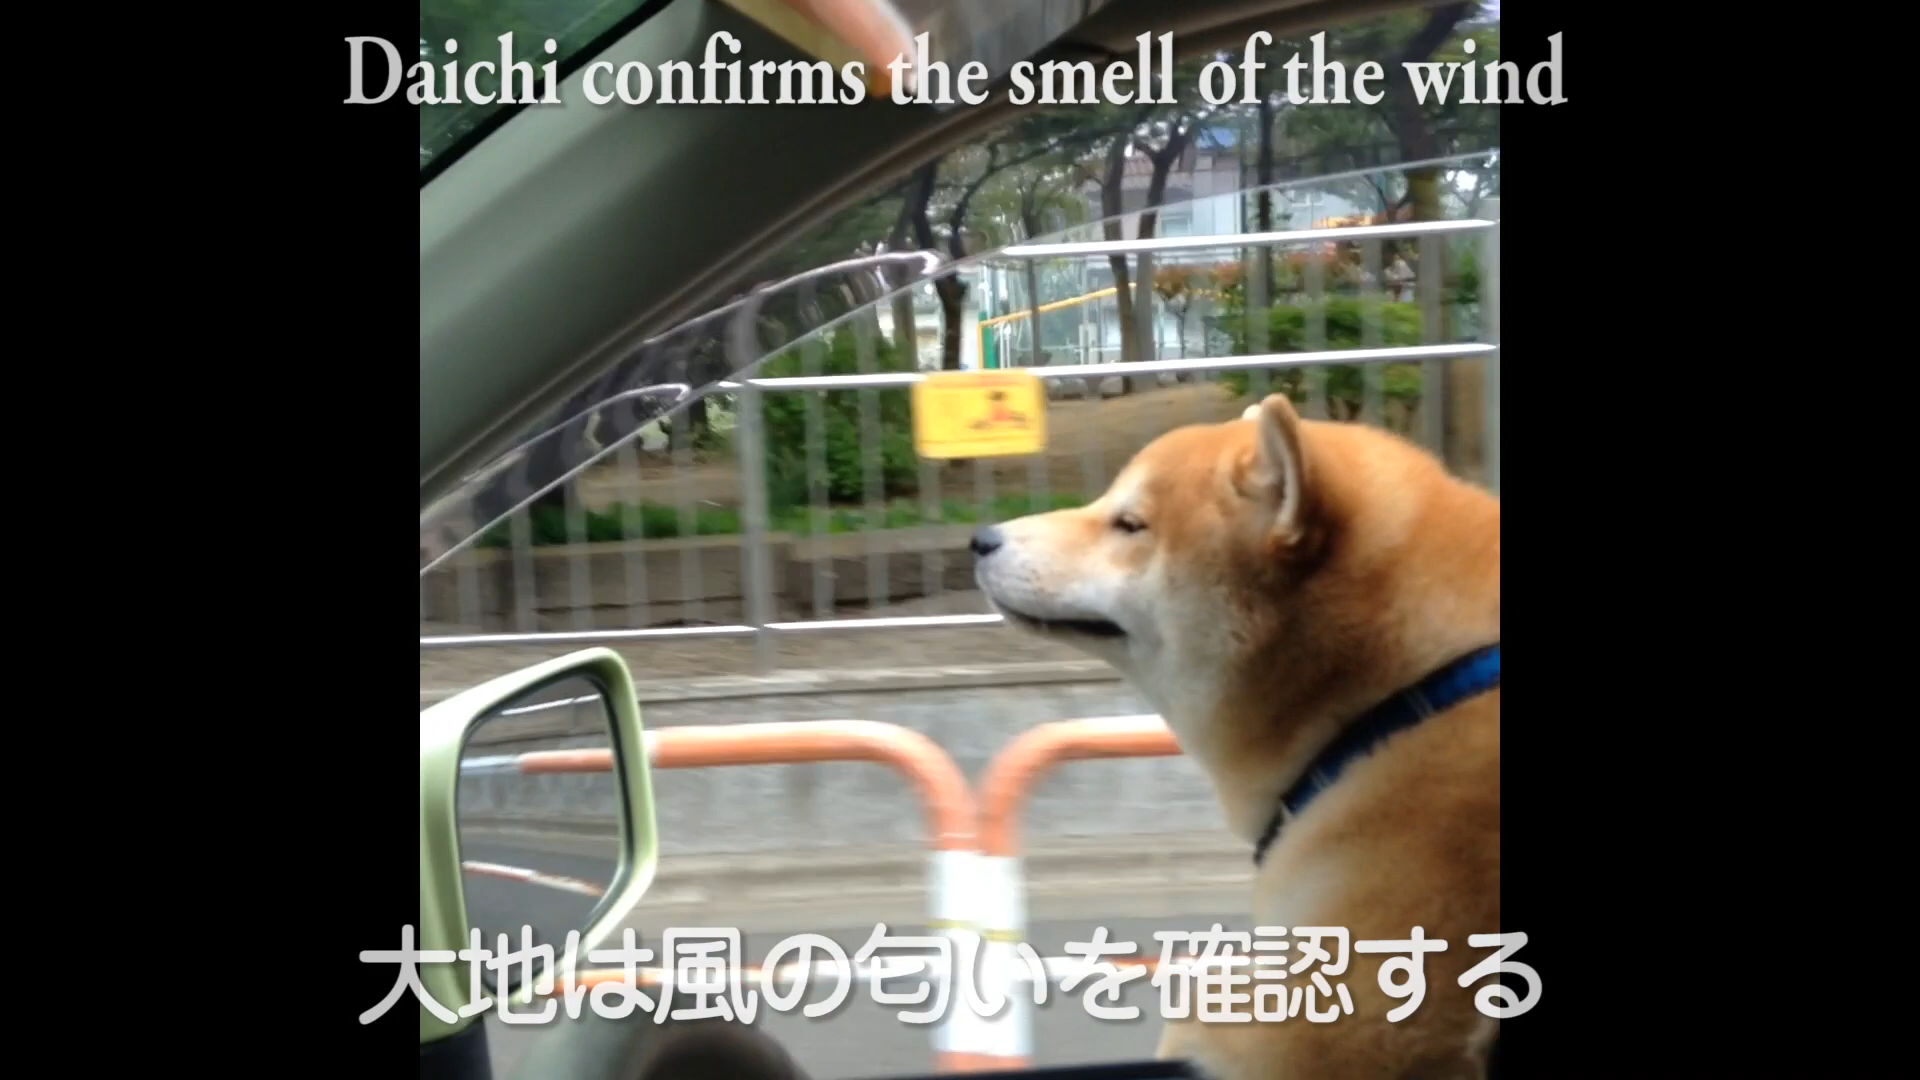 Daichi confirms the smell of the wind
大地は風の匂いを確認する